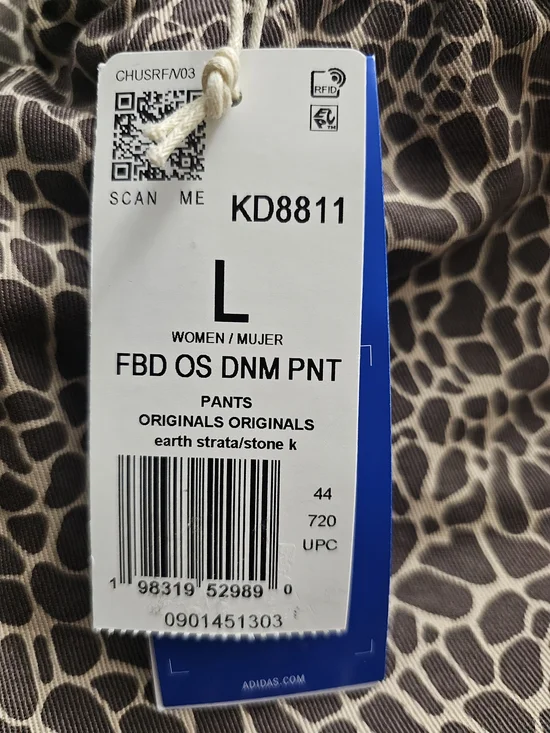 CHUSRF/V03
RFID
SCAN ME
KD8811
L
WOMEN / MUJER
FBD OS DNM PNT
PANTS
ORIGINALS ORIGINALS
earth strata/stone k
44
720
UPC
1 98319 52989 0
0901451303
ADIDAS.COM